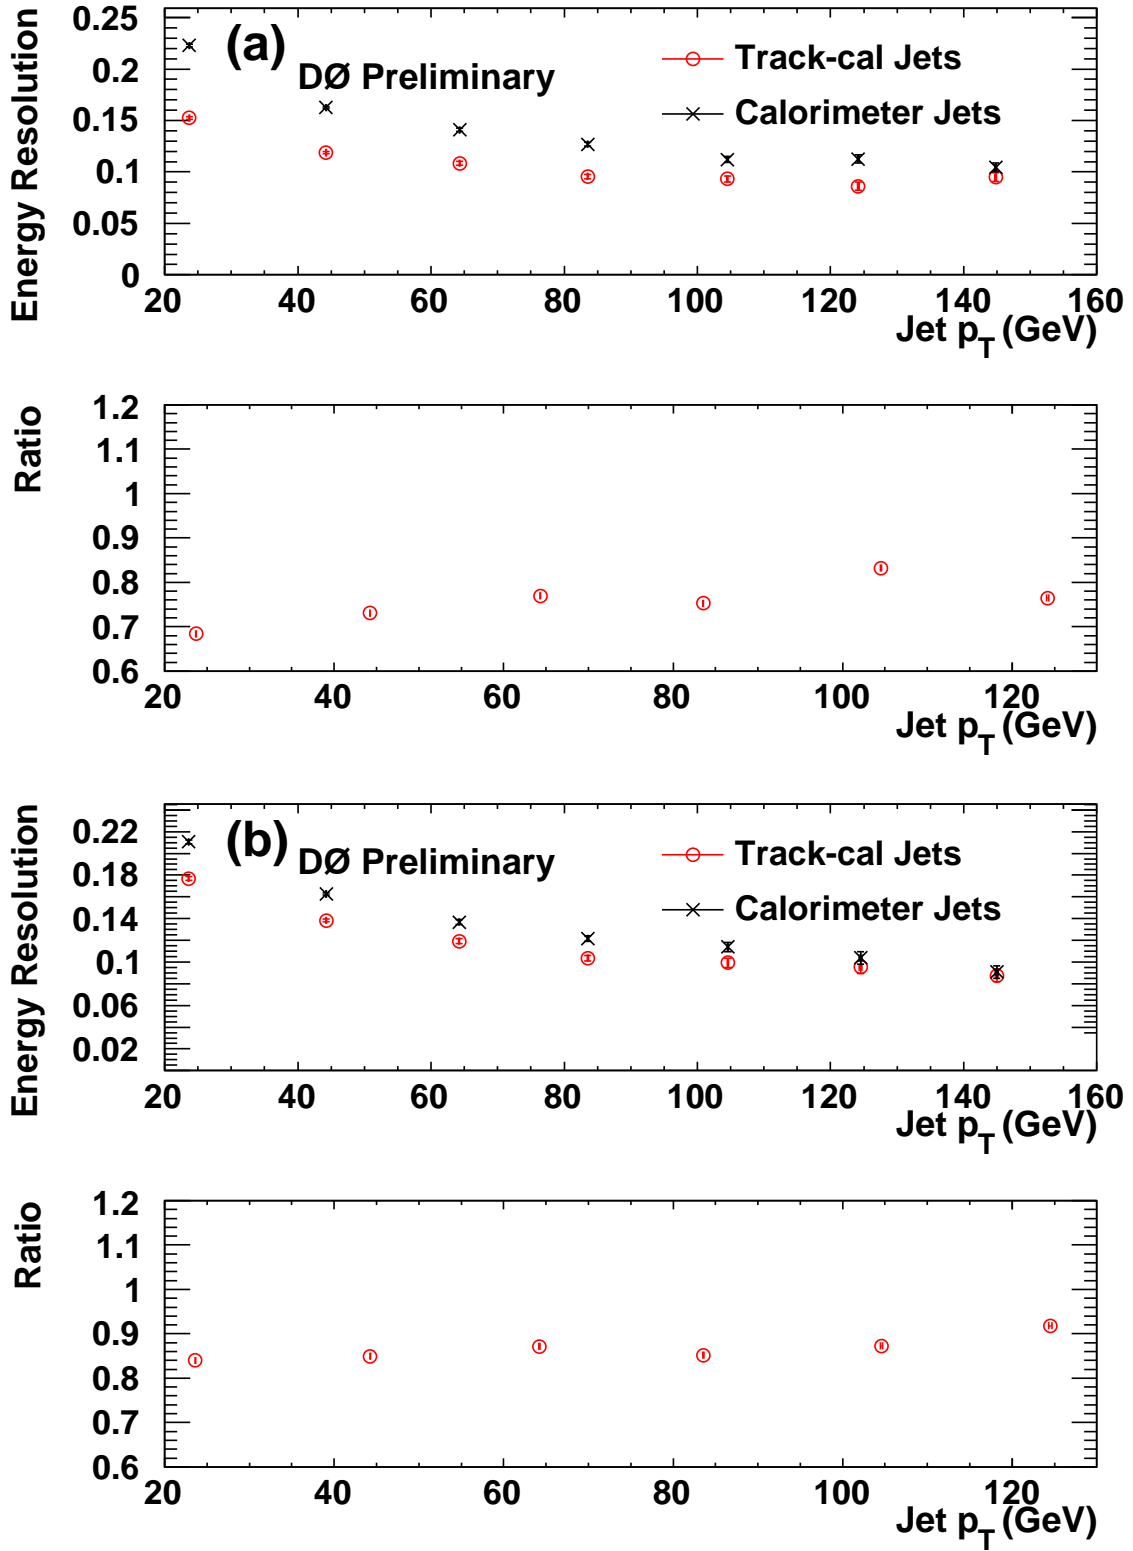 Energy Resolution
0.25
0.2
0.15
0.1
0.05
0
(a)
DØ Preliminary
Track-cal Jets
Calorimeter Jets
20 40 60 80 100 120 140 160
Jet pT (GeV)
Ratio
1.2
1.1
1
0.9
0.8
0.7
0.6
20 40 60 80 100 120
Jet pT (GeV)
Energy Resolution
0.22
0.18
0.14
0.1
0.06
0.02
(b)
DØ Preliminary
Track-cal Jets
Calorimeter Jets
20 40 60 80 100 120 140 160
Jet pT (GeV)
Ratio
1.2
1.1
1
0.9
0.8
0.7
0.6
20 40 60 80 100 120
Jet pT (GeV)